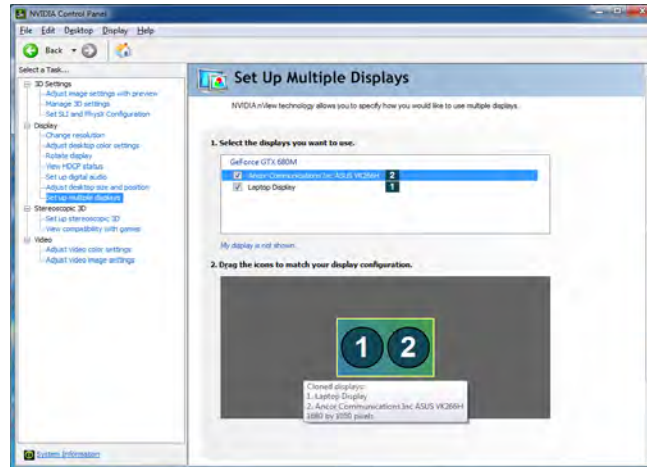 NVIDIA Control Panel
File Edit Desktop Display Help
Back
Select a Task...
3D Settings
Adjust image settings with preview
Manage 3D settings
Set SLI and PhysX Configuration
Display
Change resolution
Adjust desktop color settings
Rotate display
View HDCP status
Set up digital audio
Adjust desktop size and position
Set up multiple displays
Stereoscopic 3D
Set up stereoscopic 3D
View compatibility with games
Video
Adjust video color settings
Adjust video image settings
System Information
Set Up Multiple Displays
NVIDIA nView technology allows you to specify how you would like to use multiple displays.
1. Select the displays you want to use.
GeForce GTX 680M
Ancor Communications Inc ASUS VK266H 2
Laptop Display 1
My display is not shown.
2. Drag the icons to match your display configuration.
1 2
Cloned displays:
1. Laptop Display
2. Ancor Communications Inc ASUS VK266H
1680 by 1050 pixels